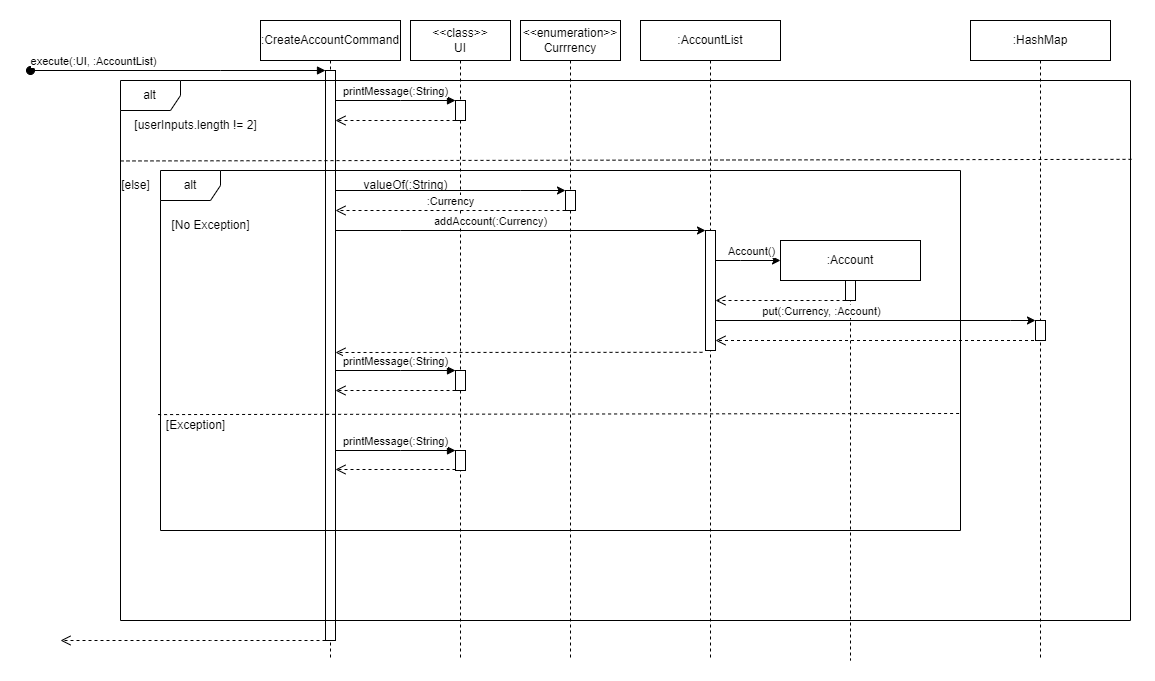 :CreateAccountCommand
<<class>>
UI
<<enumeration>>
Currrency
:AccountList
:HashMap
execute(:UI, :AccountList)
alt
printMessage(:String)
[userInputs.length != 2]
[else]
alt
valueOf(:String)
:Currency
[No Exception]
addAccount(:Currency)
Account()
:Account
put(:Currency, :Account)
printMessage(:String)
[Exception]
printMessage(:String)